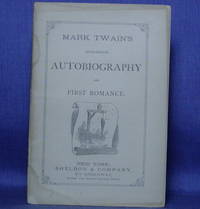 MARK TWAIN'S
AUTOBIOGRAPHY
AND
FIRST ROMANCE.
NEW YORK:
SHELDON & COMPANY,